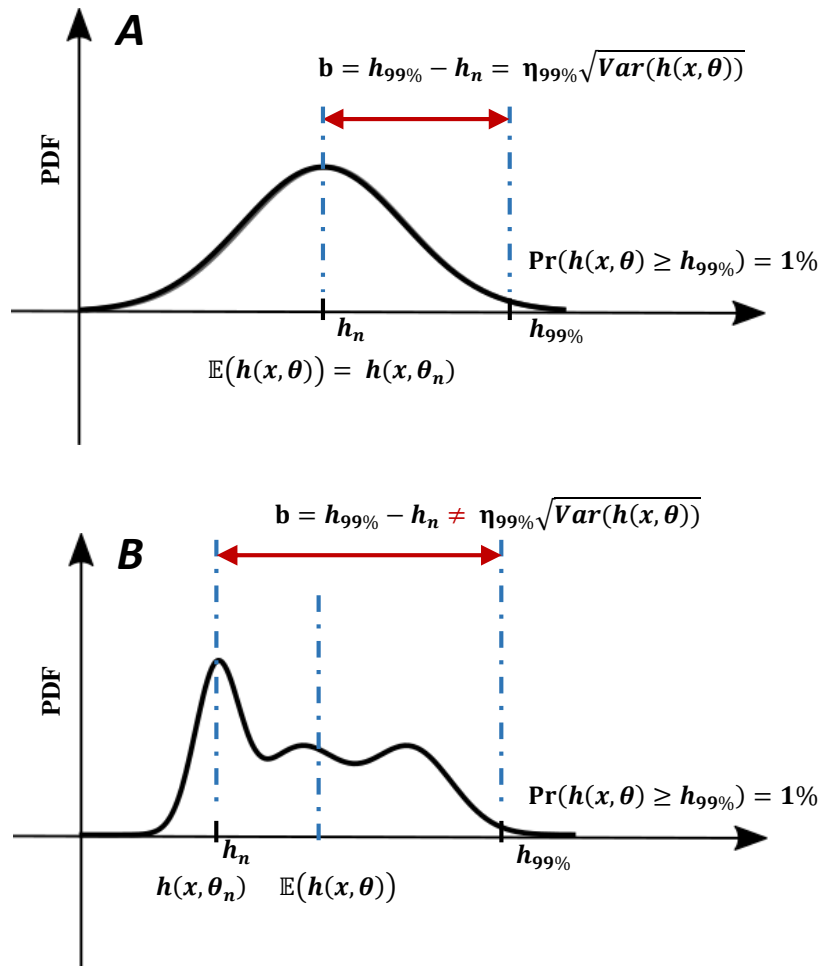 A
b = h₉₉% − hₙ = η₉₉%√Var(h(x, θ))
PDF
Pr(h(x, θ) ≥ h₉₉%) = 1%
hₙ
h₉₉%
𝔼(h(x, θ)) = h(x, θₙ)
b = h₉₉% − hₙ ≠ η₉₉%√Var(h(x, θ))
B
PDF
Pr(h(x, θ) ≥ h₉₉%) = 1%
hₙ
h₉₉%
h(x, θₙ) 𝔼(h(x, θ))